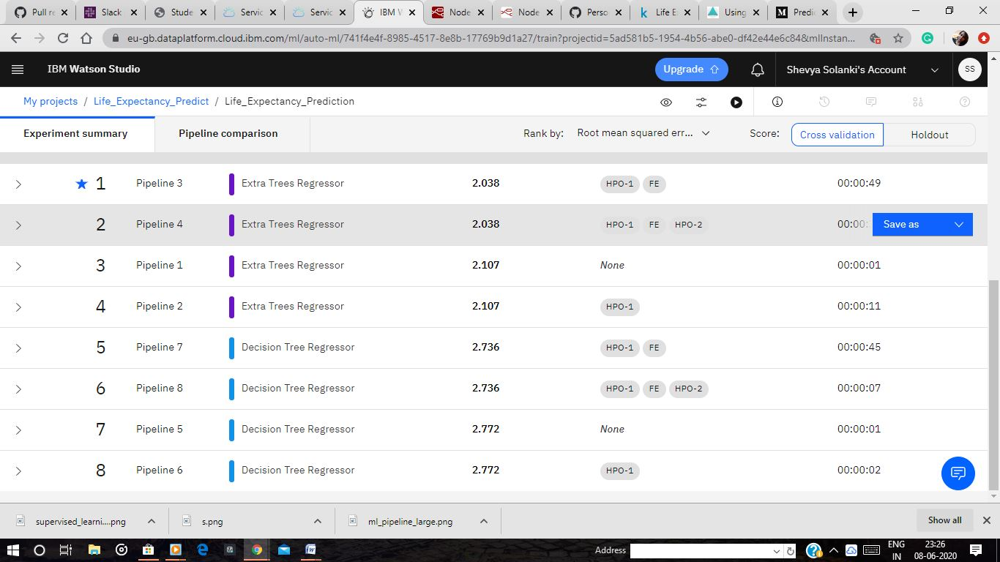 Pull re
Slack
Stude
Servic
Servic
IBM W
Node
Node
Perso
Life E
Using
Predic
eu-gb.dataplatform.cloud.ibm.com/ml/auto-ml/741f4e4f-8985-4517-8e8b-17769b9d1a27/train?projectid=5ad581b5-1954-4b56-abe0-df42e44e6c84&mlInstan...
IBM Watson Studio
Upgrade
Shevya Solanki's Account
SS
My projects / Life_Expectancy_Predict / Life_Expectancy_Prediction
Experiment summary
Pipeline comparison
Rank by: Root mean squared err...
Score: Cross validation Holdout
1 Pipeline 3 Extra Trees Regressor 2.038 HPO-1 FE 00:00:49
2 Pipeline 4 Extra Trees Regressor 2.038 HPO-1 FE HPO-2 00:00: Save as
3 Pipeline 1 Extra Trees Regressor 2.107 None 00:00:01
4 Pipeline 2 Extra Trees Regressor 2.107 HPO-1 00:00:11
5 Pipeline 7 Decision Tree Regressor 2.736 HPO-1 FE 00:00:45
6 Pipeline 8 Decision Tree Regressor 2.736 HPO-1 FE HPO-2 00:00:07
7 Pipeline 5 Decision Tree Regressor 2.772 None 00:00:01
8 Pipeline 6 Decision Tree Regressor 2.772 HPO-1 00:00:02
supervised_learni....png
s.png
ml_pipeline_large.png
Show all
Address
ENG
IN
23:26
08-06-2020